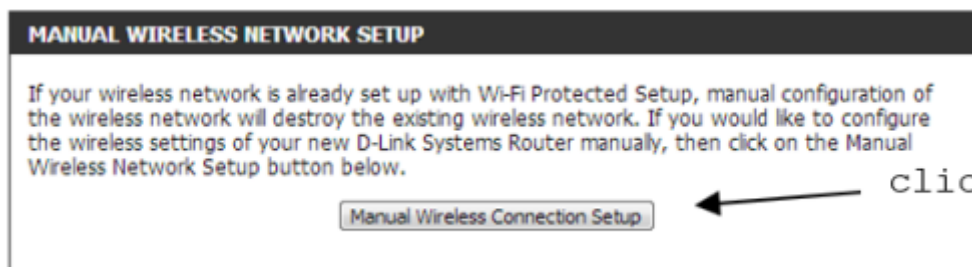 MANUAL WIRELESS NETWORK SETUP
If your wireless network is already set up with Wi-Fi Protected Setup, manual configuration of
the wireless network will destroy the existing wireless network. If you would like to configure
the wireless settings of your new D-Link Systems Router manually, then click on the Manual
Wireless Network Setup button below.
clic
Manual Wireless Connection Setup